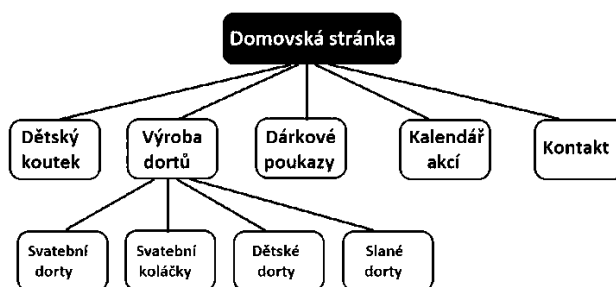 Domovská stránka
Dětský
koutek
Výroba
dortů
Dárkové
poukazy
Kalendář
akcí
Kontakt
Svatební
dorty
Svatební
koláčky
Dětské
dorty
Slané
dorty